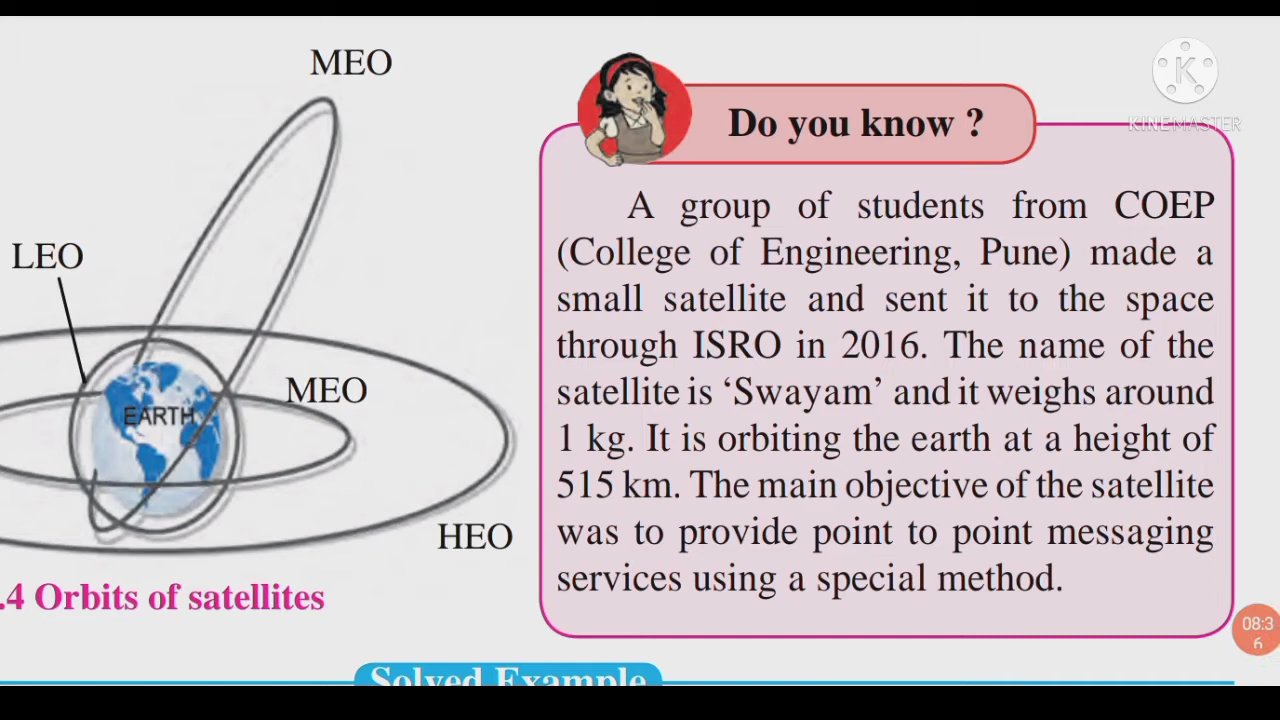 MEO
LEO
EARTH
MEO
HEO
.4 Orbits of satellites
Do you know ?
A group of students from COEP
(College of Engineering, Pune) made a
small satellite and sent it to the space
through ISRO in 2016. The name of the
satellite is ‘Swayam’ and it weighs around
1 kg. It is orbiting the earth at a height of
515 km. The main objective of the satellite
was to provide point to point messaging
services using a special method.
K
KINEMASTER
08:3
6
Solved Example